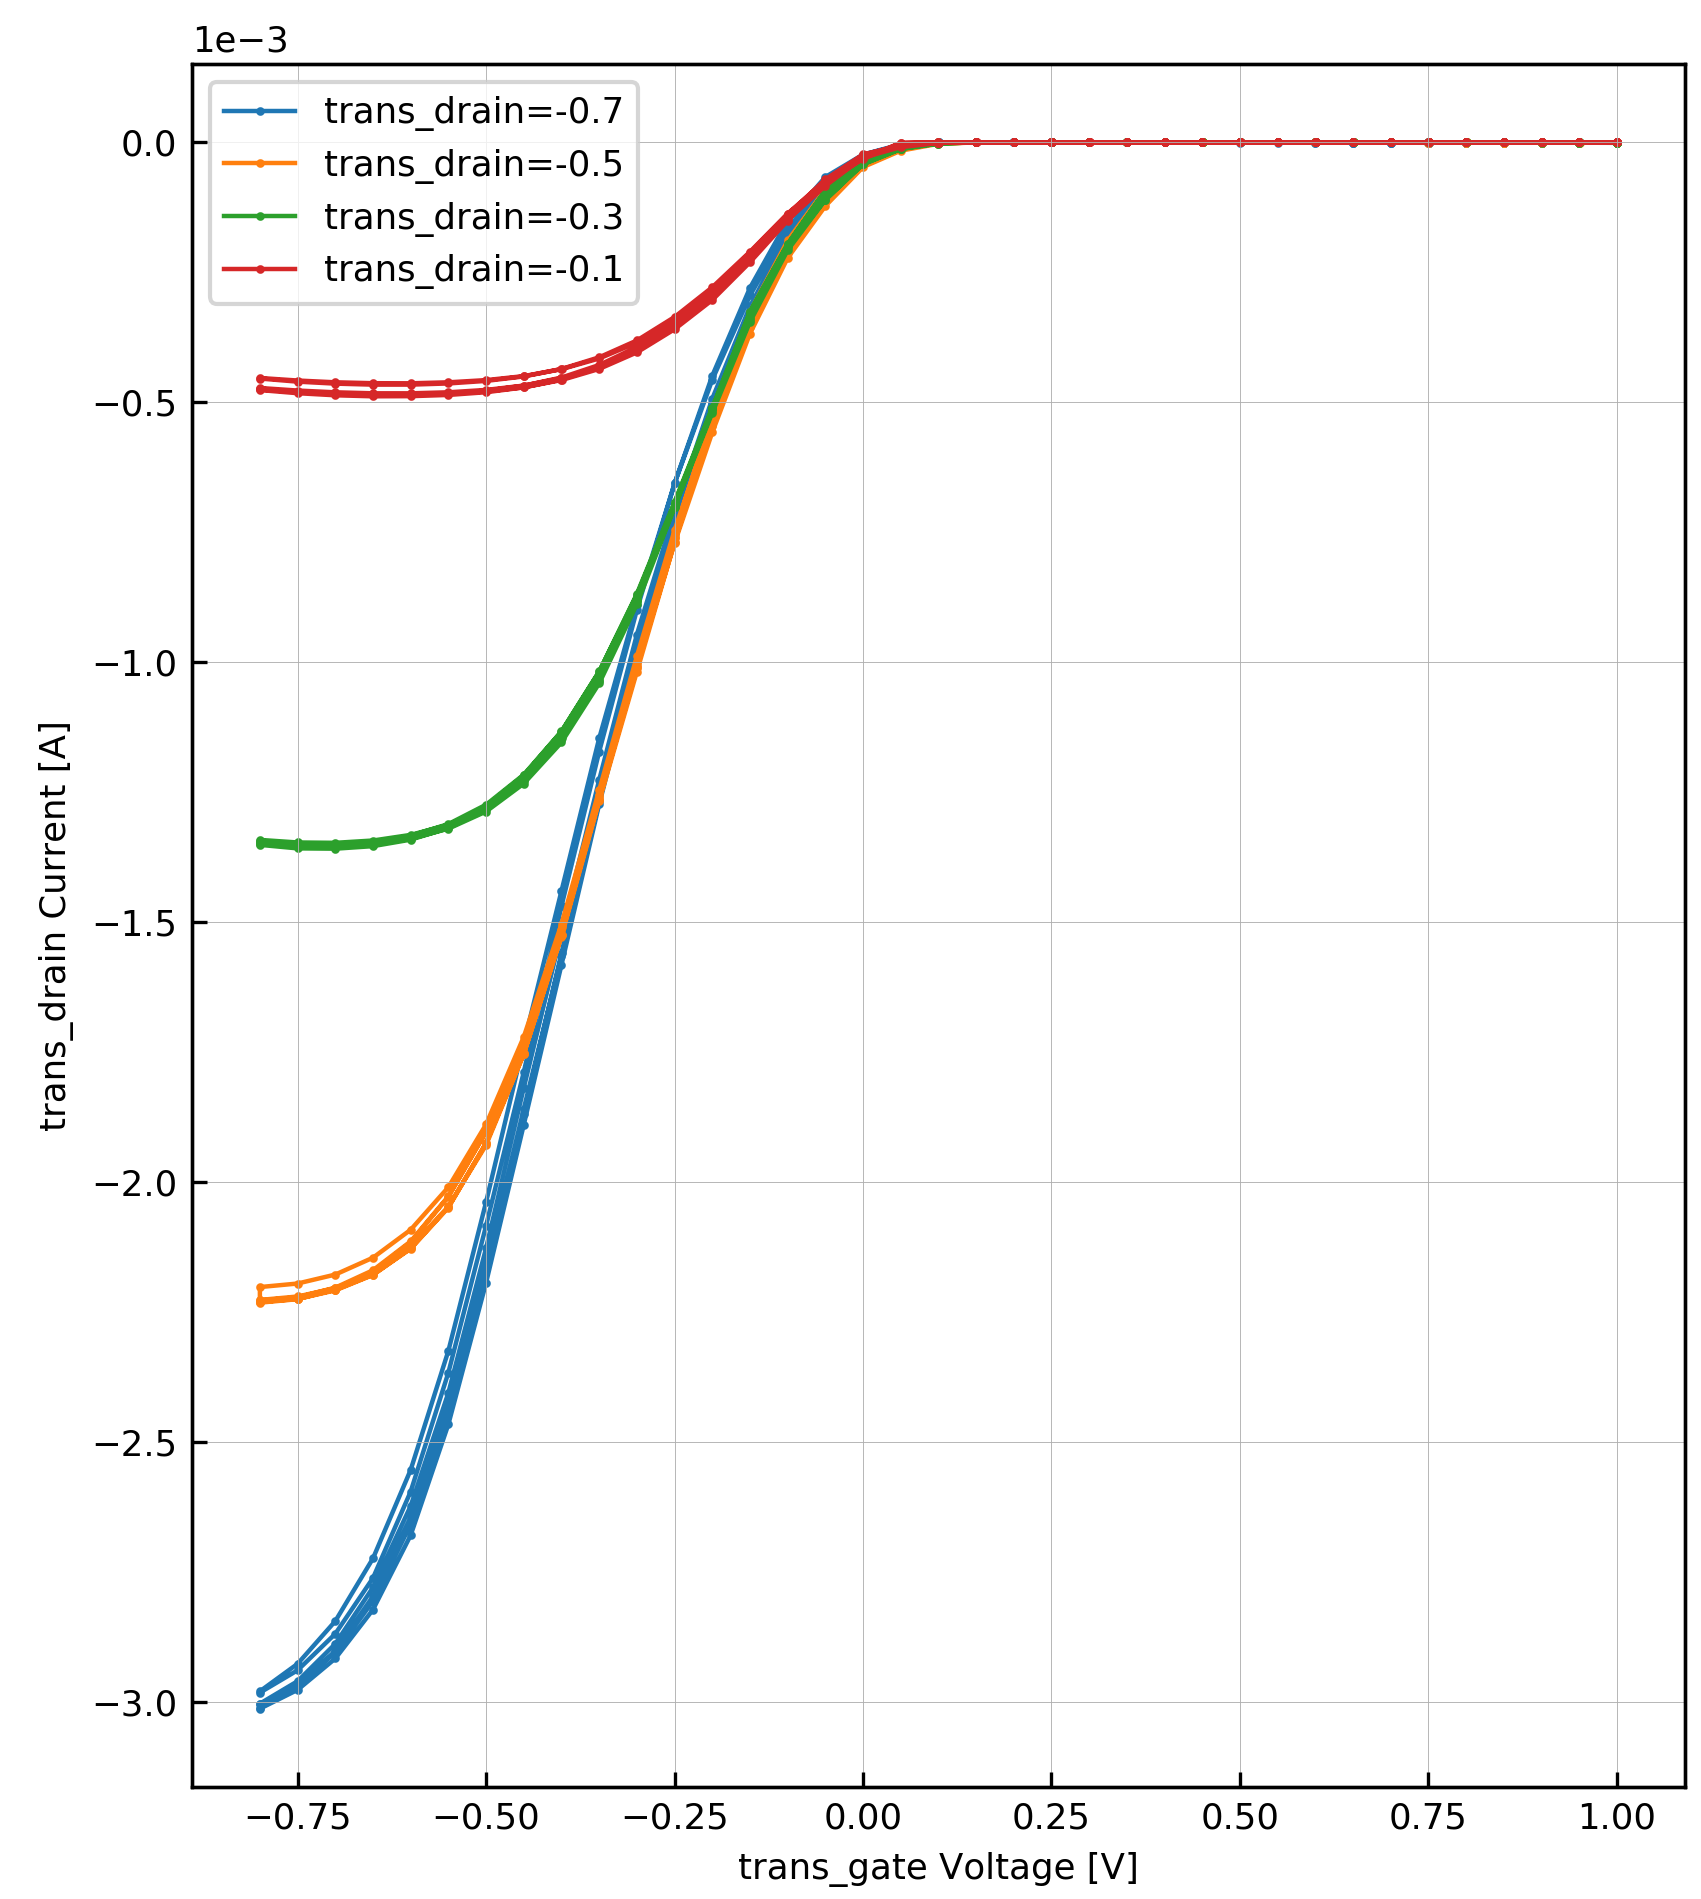 1e−3
trans_drain=-0.7
trans_drain=-0.5
trans_drain=-0.3
trans_drain=-0.1
0.0
−0.5
−1.0
−1.5
−2.0
−2.5
−3.0
trans_drain Current [A]
−0.75 −0.50 −0.25 0.00 0.25 0.50 0.75 1.00
trans_gate Voltage [V]